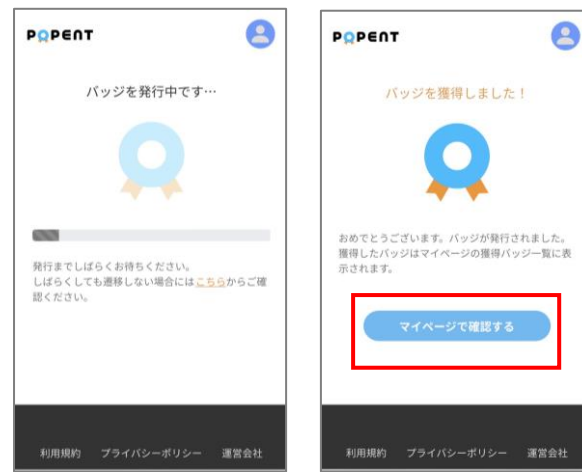 POPENT
バッジを発行中です…
発行までしばらくお待ちください。
しばらくしても遷移しない場合にはこちらからご確
認ください。
利用規約 プライバシーポリシー 運営会社
POPENT
バッジを獲得しました！
おめでとうございます。バッジが発行されました。
獲得したバッジはマイページの獲得バッジ一覧に表
示されます。
マイページで確認する
利用規約 プライバシーポリシー 運営会社